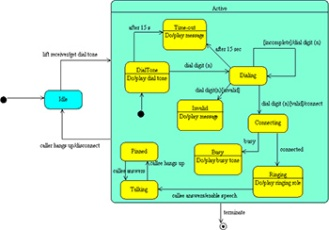 Active
Time-out
Do/play message
after 15 s
after 15 sec
[incomplete]/dial digit (n)
lift receiver/get dial tone
DialTone
Do/play dial tone
dial digit (n)
Dialing
dial digit(n)[invalid]
Invalid
Do/play message
dial digit (n)[valid]/connect
Idle
Connecting
caller hangs up/disconnect
busy
Busy
Do/play busy tone
connected
Pinned
callee hangs up
callee answers
Ringing
Do/play ringing tone
Talking
callee answers/enable speech
terminate